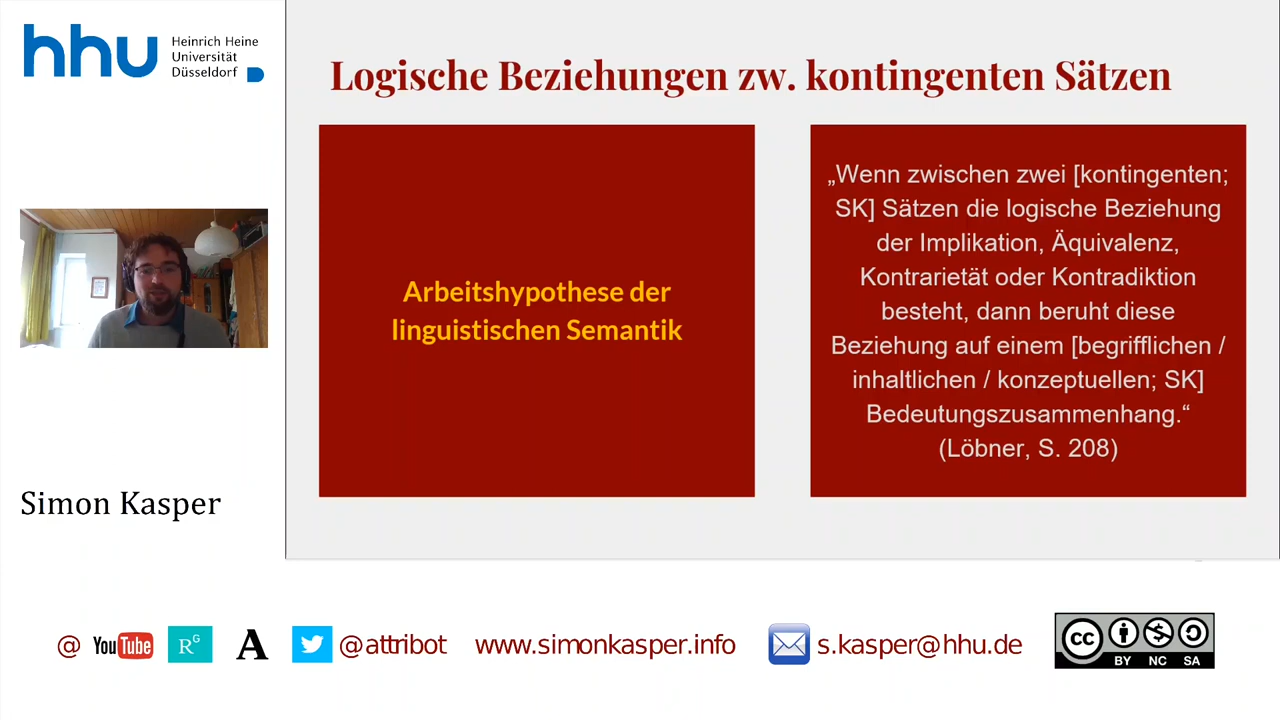 hhu Heinrich Heine
Universität
Düsseldorf
Logische Beziehungen zw. kontingenten Sätzen
Arbeitshypothese der
linguistischen Semantik
„Wenn zwischen zwei [kontingenten;
SK] Sätzen die logische Beziehung
der Implikation, Äquivalenz,
Kontrarietät oder Kontradiktion
besteht, dann beruht diese
Beziehung auf einem [begrifflichen /
inhaltlichen / konzeptuellen; SK]
Bedeutungszusammenhang.“
(Löbner, S. 208)
Simon Kasper
@ YouTube RG A @attribot www.simonkasper.info s.kasper@hhu.de cc
BY NC SA